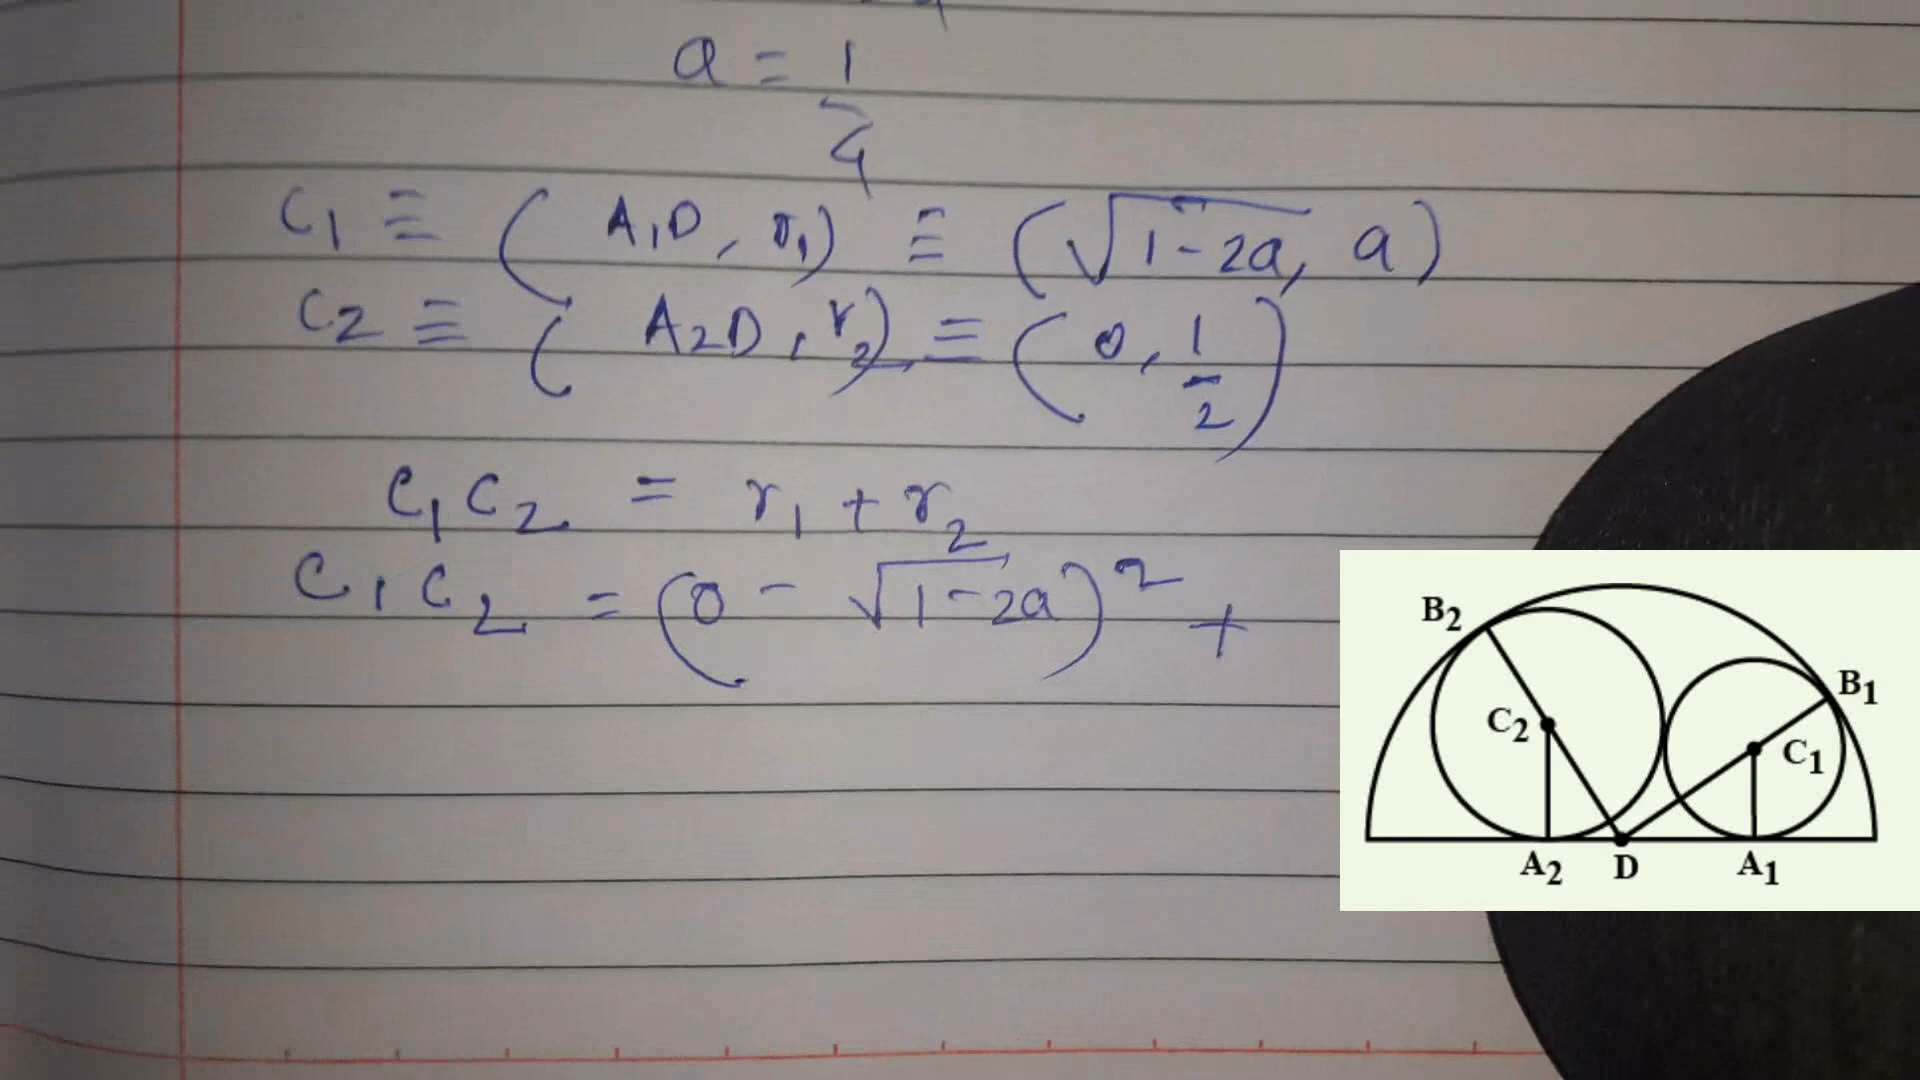 a = 1/4
C1 ≡ (A1D, r1) ≡ (√1-2a, a)
C2 ≡ (A2D, r2) ≡ (0, 1/2)
C1C2 = r1 + r2
C1C2 = (0 - √1-2a)² +
B2
B1
C2
C1
A2
D
A1